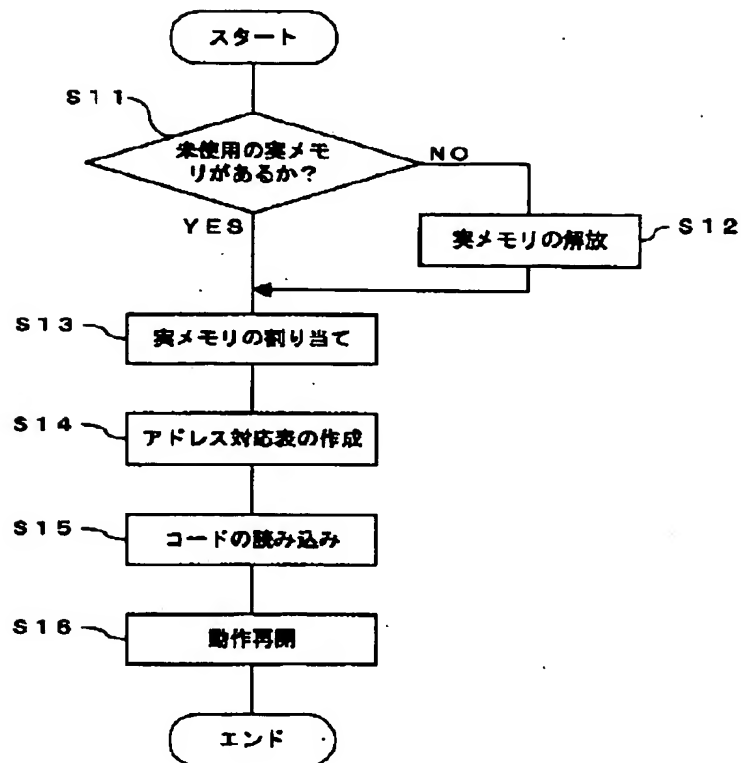 スタート
S11
未使用の実メモ
リがあるか?
NO
YES
実メモリの解放
S12
S13
実メモリの割り当て
S14
アドレス対応表の作成
S15
コードの読み込み
S16
動作再開
エンド